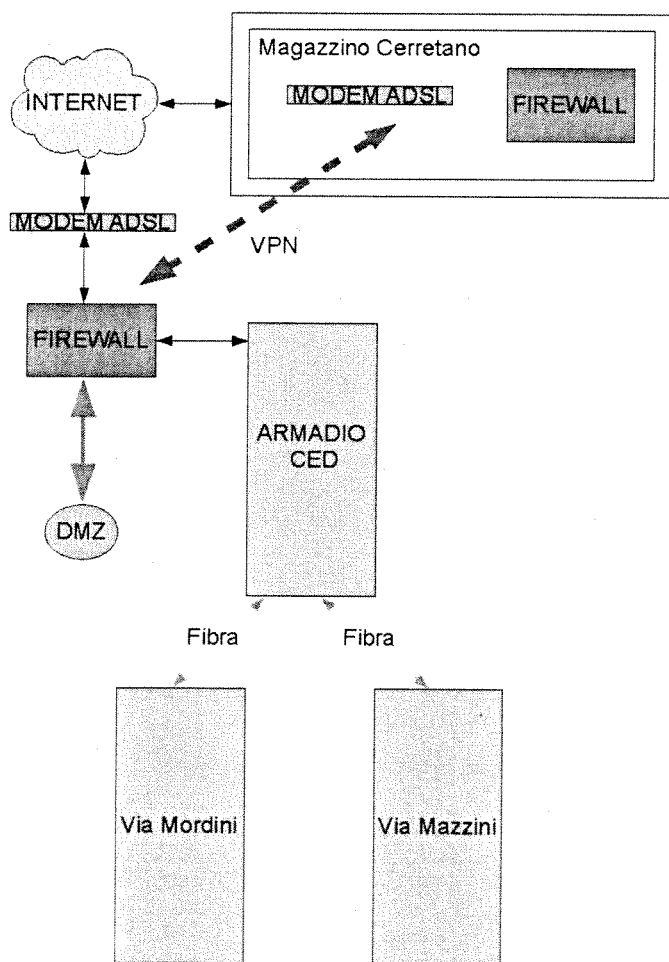 Magazzino Cerretano
INTERNET
MODEM ADSL
FIREWALL
MODEM ADSL
VPN
FIREWALL
ARMADIO
CED
DMZ
Fibra
Fibra
Via Mordini
Via Mazzini